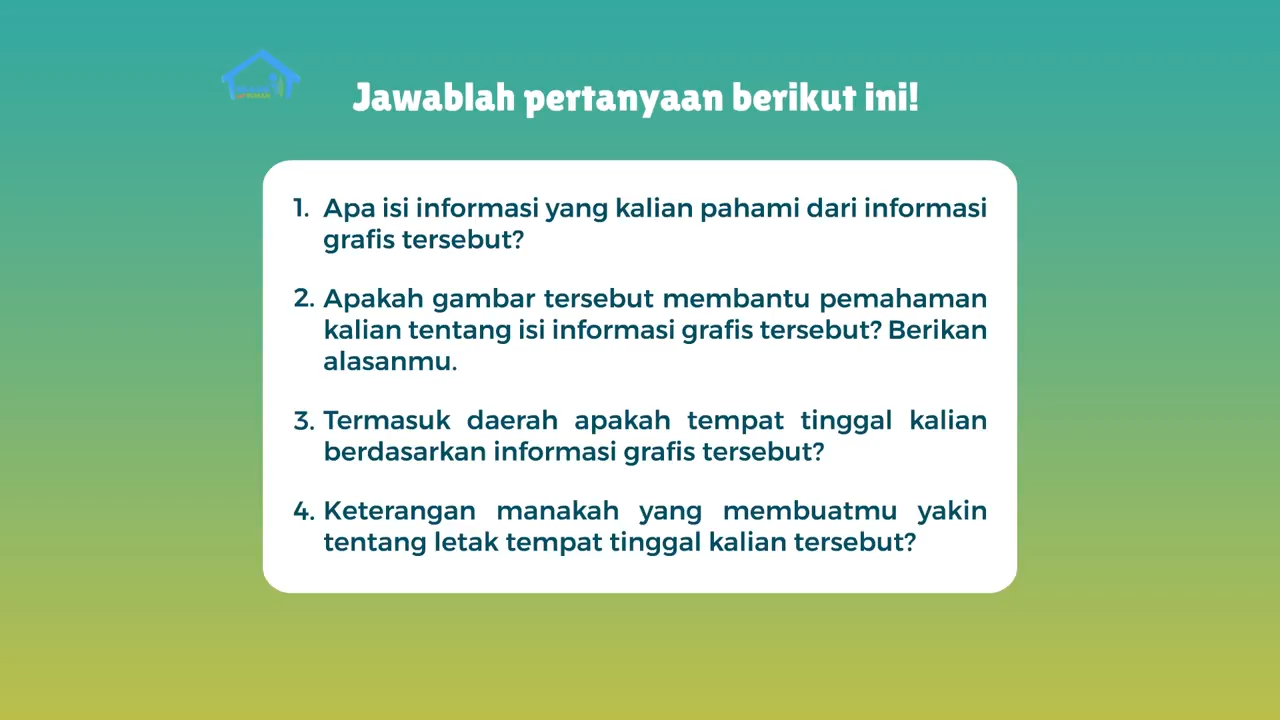 Jawablah pertanyaan berikut ini!
1. Apa isi informasi yang kalian pahami dari informasi
grafis tersebut?
2. Apakah gambar tersebut membantu pemahaman
kalian tentang isi informasi grafis tersebut? Berikan
alasanmu.
3. Termasuk daerah apakah tempat tinggal kalian
berdasarkan informasi grafis tersebut?
4. Keterangan manakah yang membuatmu yakin
tentang letak tempat tinggal kalian tersebut?